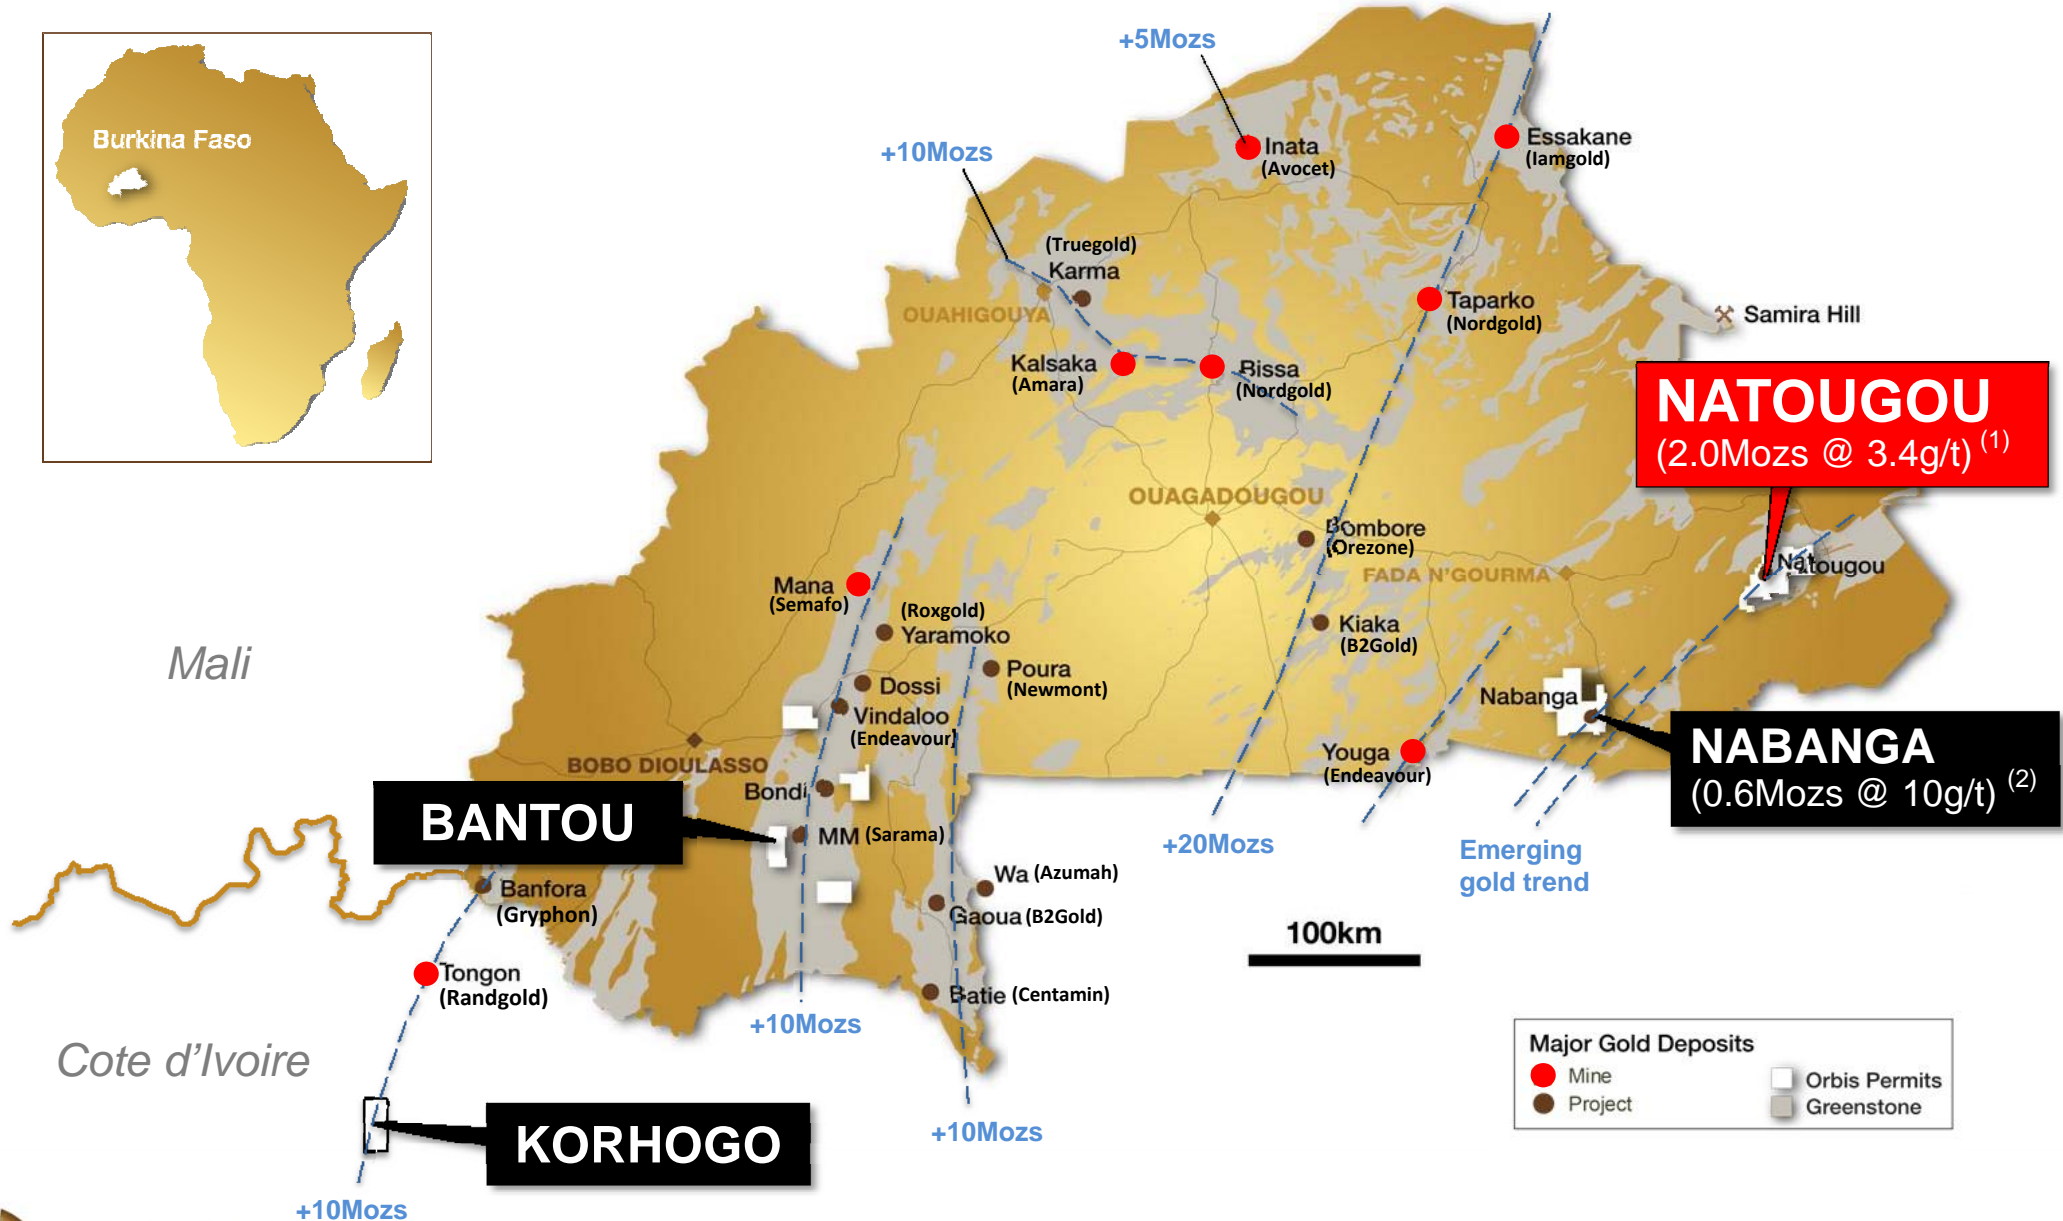 Burkina Faso
+5Mozs
+10Mozs
Inata
(Avocet)
Essakane
(Iamgold)
(Truegold)
Karma
OUAHIGOUYA
Taparko
(Nordgold)
Samira Hill
Kalsaka
(Amara)
Bissa
(Nordgold)
NATOUGOU
(2.0Mozs @ 3.4g/t) (1)
OUAGADOUGOU
Bombore
(Orezone)
FADA N'GOURMA
Natougou
Mana
(Semafo)
(Roxgold)
Yaramoko
Kiaka
(B2Gold)
Mali
Poura
(Newmont)
Dossi
Nabanga
Vindaloo
(Endeavour)
BOBO DIOULASSO
Youga
(Endeavour)
NABANGA
(0.6Mozs @ 10g/t) (2)
Bondi
BANTOU
MM (Sarama)
+20Mozs
Emerging
gold trend
Wa (Azumah)
Banfora
(Gryphon)
Gaoua (B2Gold)
100km
Tongon
(Randgold)
Batie (Centamin)
+10Mozs
Cote d'Ivoire
Major Gold Deposits
Mine
Project
Orbis Permits
Greenstone
KORHOGO
+10Mozs
+10Mozs